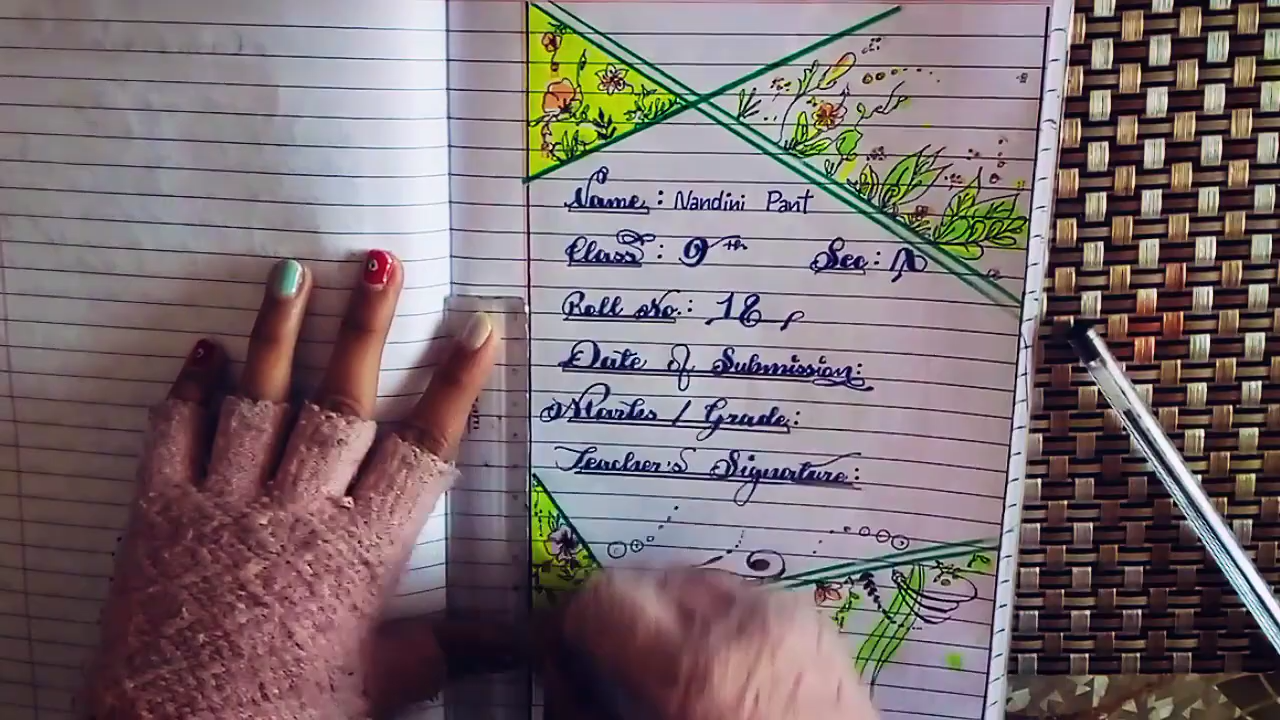 Name : Nandini Pant
Class : 9th Sec : A
Roll No. : 18
Date of Submission :
Marks / Grade :
Teacher's Signature :